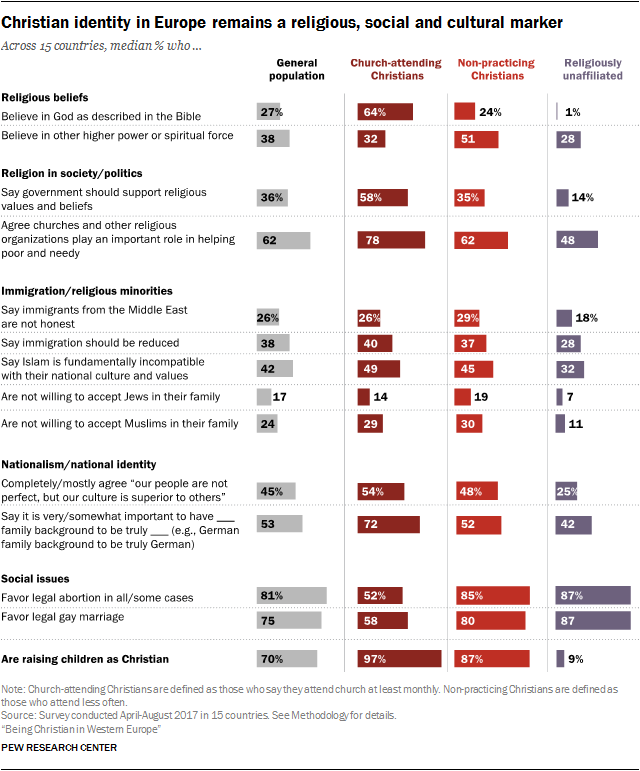 Christian identity in Europe remains a religious, social and cultural marker
Across 15 countries, median % who ...
General population
Church-attending Christians
Non-practicing Christians
Religiously unaffiliated
Religious beliefs
Believe in God as described in the Bible 27% 64% 24% 1%
Believe in other higher power or spiritual force 38 32 51 28
Religion in society/politics
Say government should support religious
values and beliefs 36% 58% 35% 14%
Agree churches and other religious
organizations play an important role in helping
poor and needy 62 78 62 48
Immigration/religious minorities
Say immigrants from the Middle East
are not honest 26% 26% 29% 18%
Say immigration should be reduced 38 40 37 28
Say Islam is fundamentally incompatible
with their national culture and values 42 49 45 32
Are not willing to accept Jews in their family 17 14 19 7
Are not willing to accept Muslims in their family 24 29 30 11
Nationalism/national identity
Completely/mostly agree “our people are not
perfect, but our culture is superior to others” 45% 54% 48% 25%
Say it is very/somewhat important to have ___
family background to be truly ___ (e.g., German
family background to be truly German) 53 72 52 42
Social issues
Favor legal abortion in all/some cases 81% 52% 85% 87%
Favor legal gay marriage 75 58 80 87
Are raising children as Christian 70% 97% 87% 9%
Note: Church-attending Christians are defined as those who say they attend church at least monthly. Non-practicing Christians are defined as
those who attend less often.
Source: Survey conducted April-August 2017 in 15 countries. See Methodology for details.
“Being Christian in Western Europe”
PEW RESEARCH CENTER